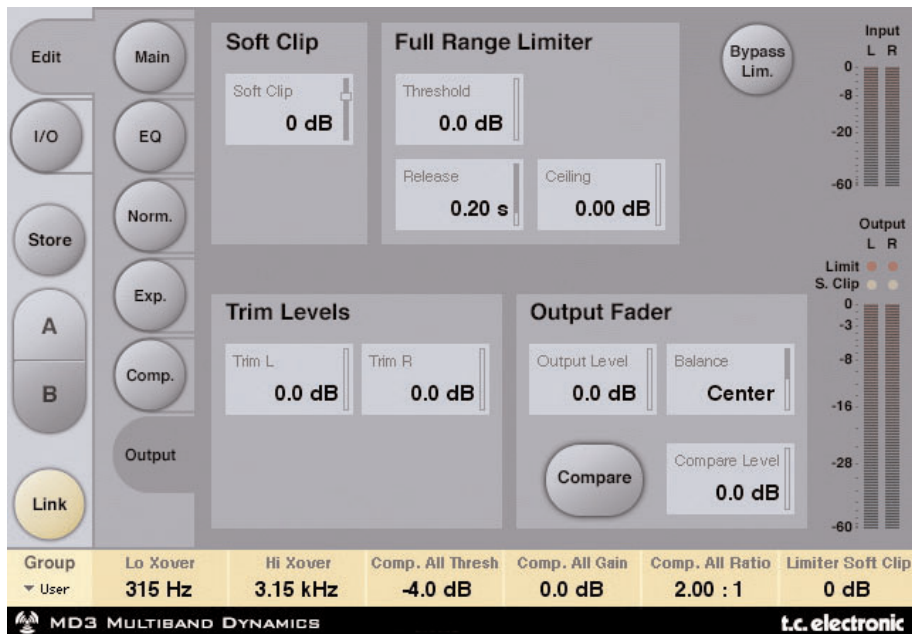 Edit
I/O
Store
A
B
Link
Main
EQ
Norm.
Exp.
Comp.
Output
Soft Clip
Soft Clip
0 dB
Full Range Limiter
Threshold
0.0 dB
Release
0.20 s
Ceiling
0.00 dB
Bypass
Lim.
Trim Levels
Trim L
0.0 dB
Trim R
0.0 dB
Output Fader
Output Level
0.0 dB
Balance
Center
Compare
Compare Level
0.0 dB
Input
L R
0
-8
-20
-60
Output
L R
Limit
S. Clip
0
-3
-8
-16
-28
-60
Group
User
Lo Xover
315 Hz
Hi Xover
3.15 kHz
Comp. All Thresh
-4.0 dB
Comp. All Gain
0.0 dB
Comp. All Ratio
2.00 : 1
Limiter Soft Clip
0 dB
MD3 MULTIBAND DYNAMICS
t.c. electronic